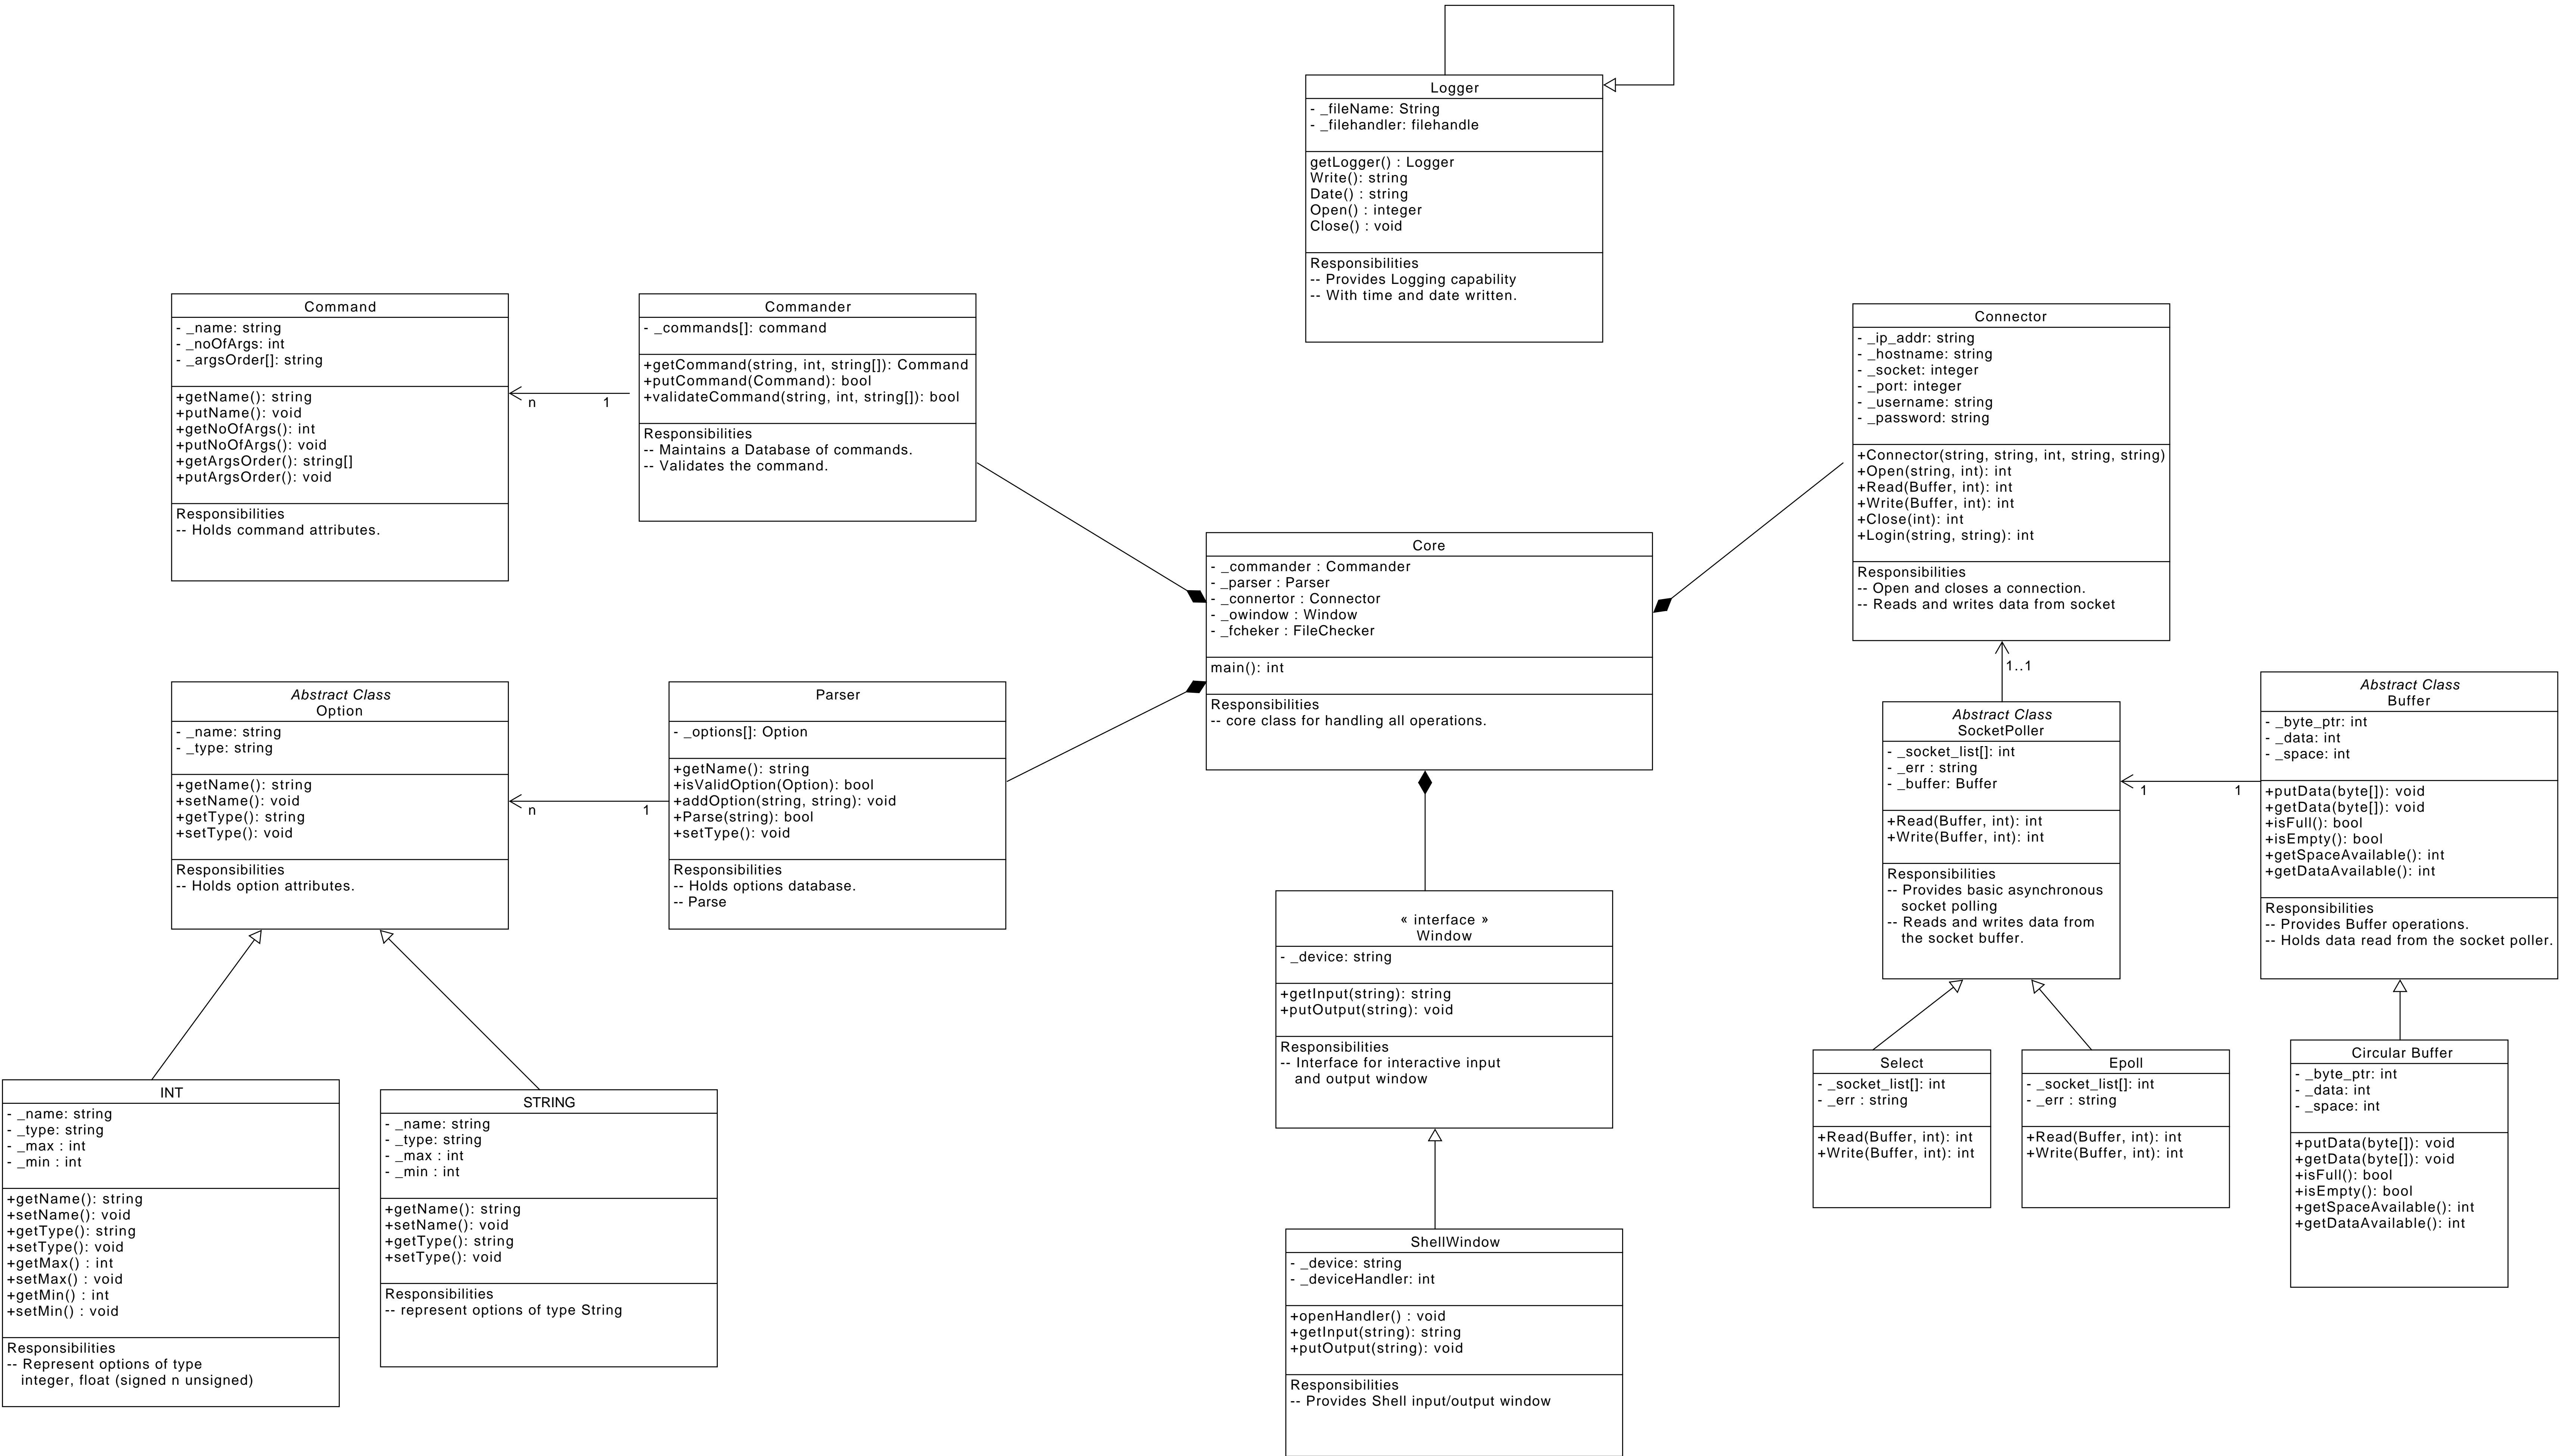 Logger
- _fileName: String
- _filehandler: filehandle
getLogger() : Logger
Write(): string
Date() : string
Open() : integer
Close() : void
Responsibilities
-- Provides Logging capability
-- With time and date written.
Command
- _name: string
- _noOfArgs: int
- _argsOrder[]: string
+getName(): string
+putName(): void
+getNoOfArgs(): int
+putNoOfArgs(): void
+getArgsOrder(): string[]
+putArgsOrder(): void
Responsibilities
-- Holds command attributes.
n
1
Commander
- _commands[]: command
+getCommand(string, int, string[]): Command
+putCommand(Command): bool
+validateCommand(string, int, string[]): bool
Responsibilities
-- Maintains a Database of commands.
-- Validates the command.
Connector
- _ip_addr: string
- _hostname: string
- _socket: integer
- _port: integer
- _username: string
- _password: string
+Connector(string, string, int, string, string)
+Open(string, int): int
+Read(Buffer, int): int
+Write(Buffer, int): int
+Close(int): int
+Login(string, string): int
Responsibilities
-- Open and closes a connection.
-- Reads and writes data from socket
Core
- _commander : Commander
- _parser : Parser
- _connertor : Connector
- _owindow : Window
- _fcheker : FileChecker
main(): int
Responsibilities
-- core class for handling all operations.
Abstract Class
Option
- _name: string
- _type: string
+getName(): string
+setName(): void
+getType(): string
+setType(): void
Responsibilities
-- Holds option attributes.
n
1
Parser
- _options[]: Option
+getName(): string
+isValidOption(Option): bool
+addOption(string, string): void
+Parse(string): bool
+setType(): void
Responsibilities
-- Holds options database.
-- Parse
1..1
Abstract Class
SocketPoller
- _socket_list[]: int
- _err : string
- _buffer: Buffer
+Read(Buffer, int): int
+Write(Buffer, int): int
Responsibilities
-- Provides basic asynchronous
socket polling
-- Reads and writes data from
the socket buffer.
1
1
Abstract Class
Buffer
- _byte_ptr: int
- _data: int
- _space: int
+putData(byte[]): void
+getData(byte[]): void
+isFull(): bool
+isEmpty(): bool
+getSpaceAvailable(): int
+getDataAvailable(): int
Responsibilities
-- Provides Buffer operations.
-- Holds data read from the socket poller.
« interface »
Window
- _device: string
+getInput(string): string
+putOutput(string): void
Responsibilities
-- Interface for interactive input
and output window
INT
- _name: string
- _type: string
- _max : int
- _min : int
+getName(): string
+setName(): void
+getType(): string
+setType(): void
+getMax() : int
+setMax() : void
+getMin() : int
+setMin() : void
Responsibilities
-- Represent options of type
integer, float (signed n unsigned)
STRING
- _name: string
- _type: string
- _max : int
- _min : int
+getName(): string
+setName(): void
+getType(): string
+setType(): void
Responsibilities
-- represent options of type String
Select
- _socket_list[]: int
- _err : string
+Read(Buffer, int): int
+Write(Buffer, int): int
Epoll
- _socket_list[]: int
- _err : string
+Read(Buffer, int): int
+Write(Buffer, int): int
Circular Buffer
- _byte_ptr: int
- _data: int
- _space: int
+putData(byte[]): void
+getData(byte[]): void
+isFull(): bool
+isEmpty(): bool
+getSpaceAvailable(): int
+getDataAvailable(): int
ShellWindow
- _device: string
- _deviceHandler: int
+openHandler() : void
+getInput(string): string
+putOutput(string): void
Responsibilities
-- Provides Shell input/output window